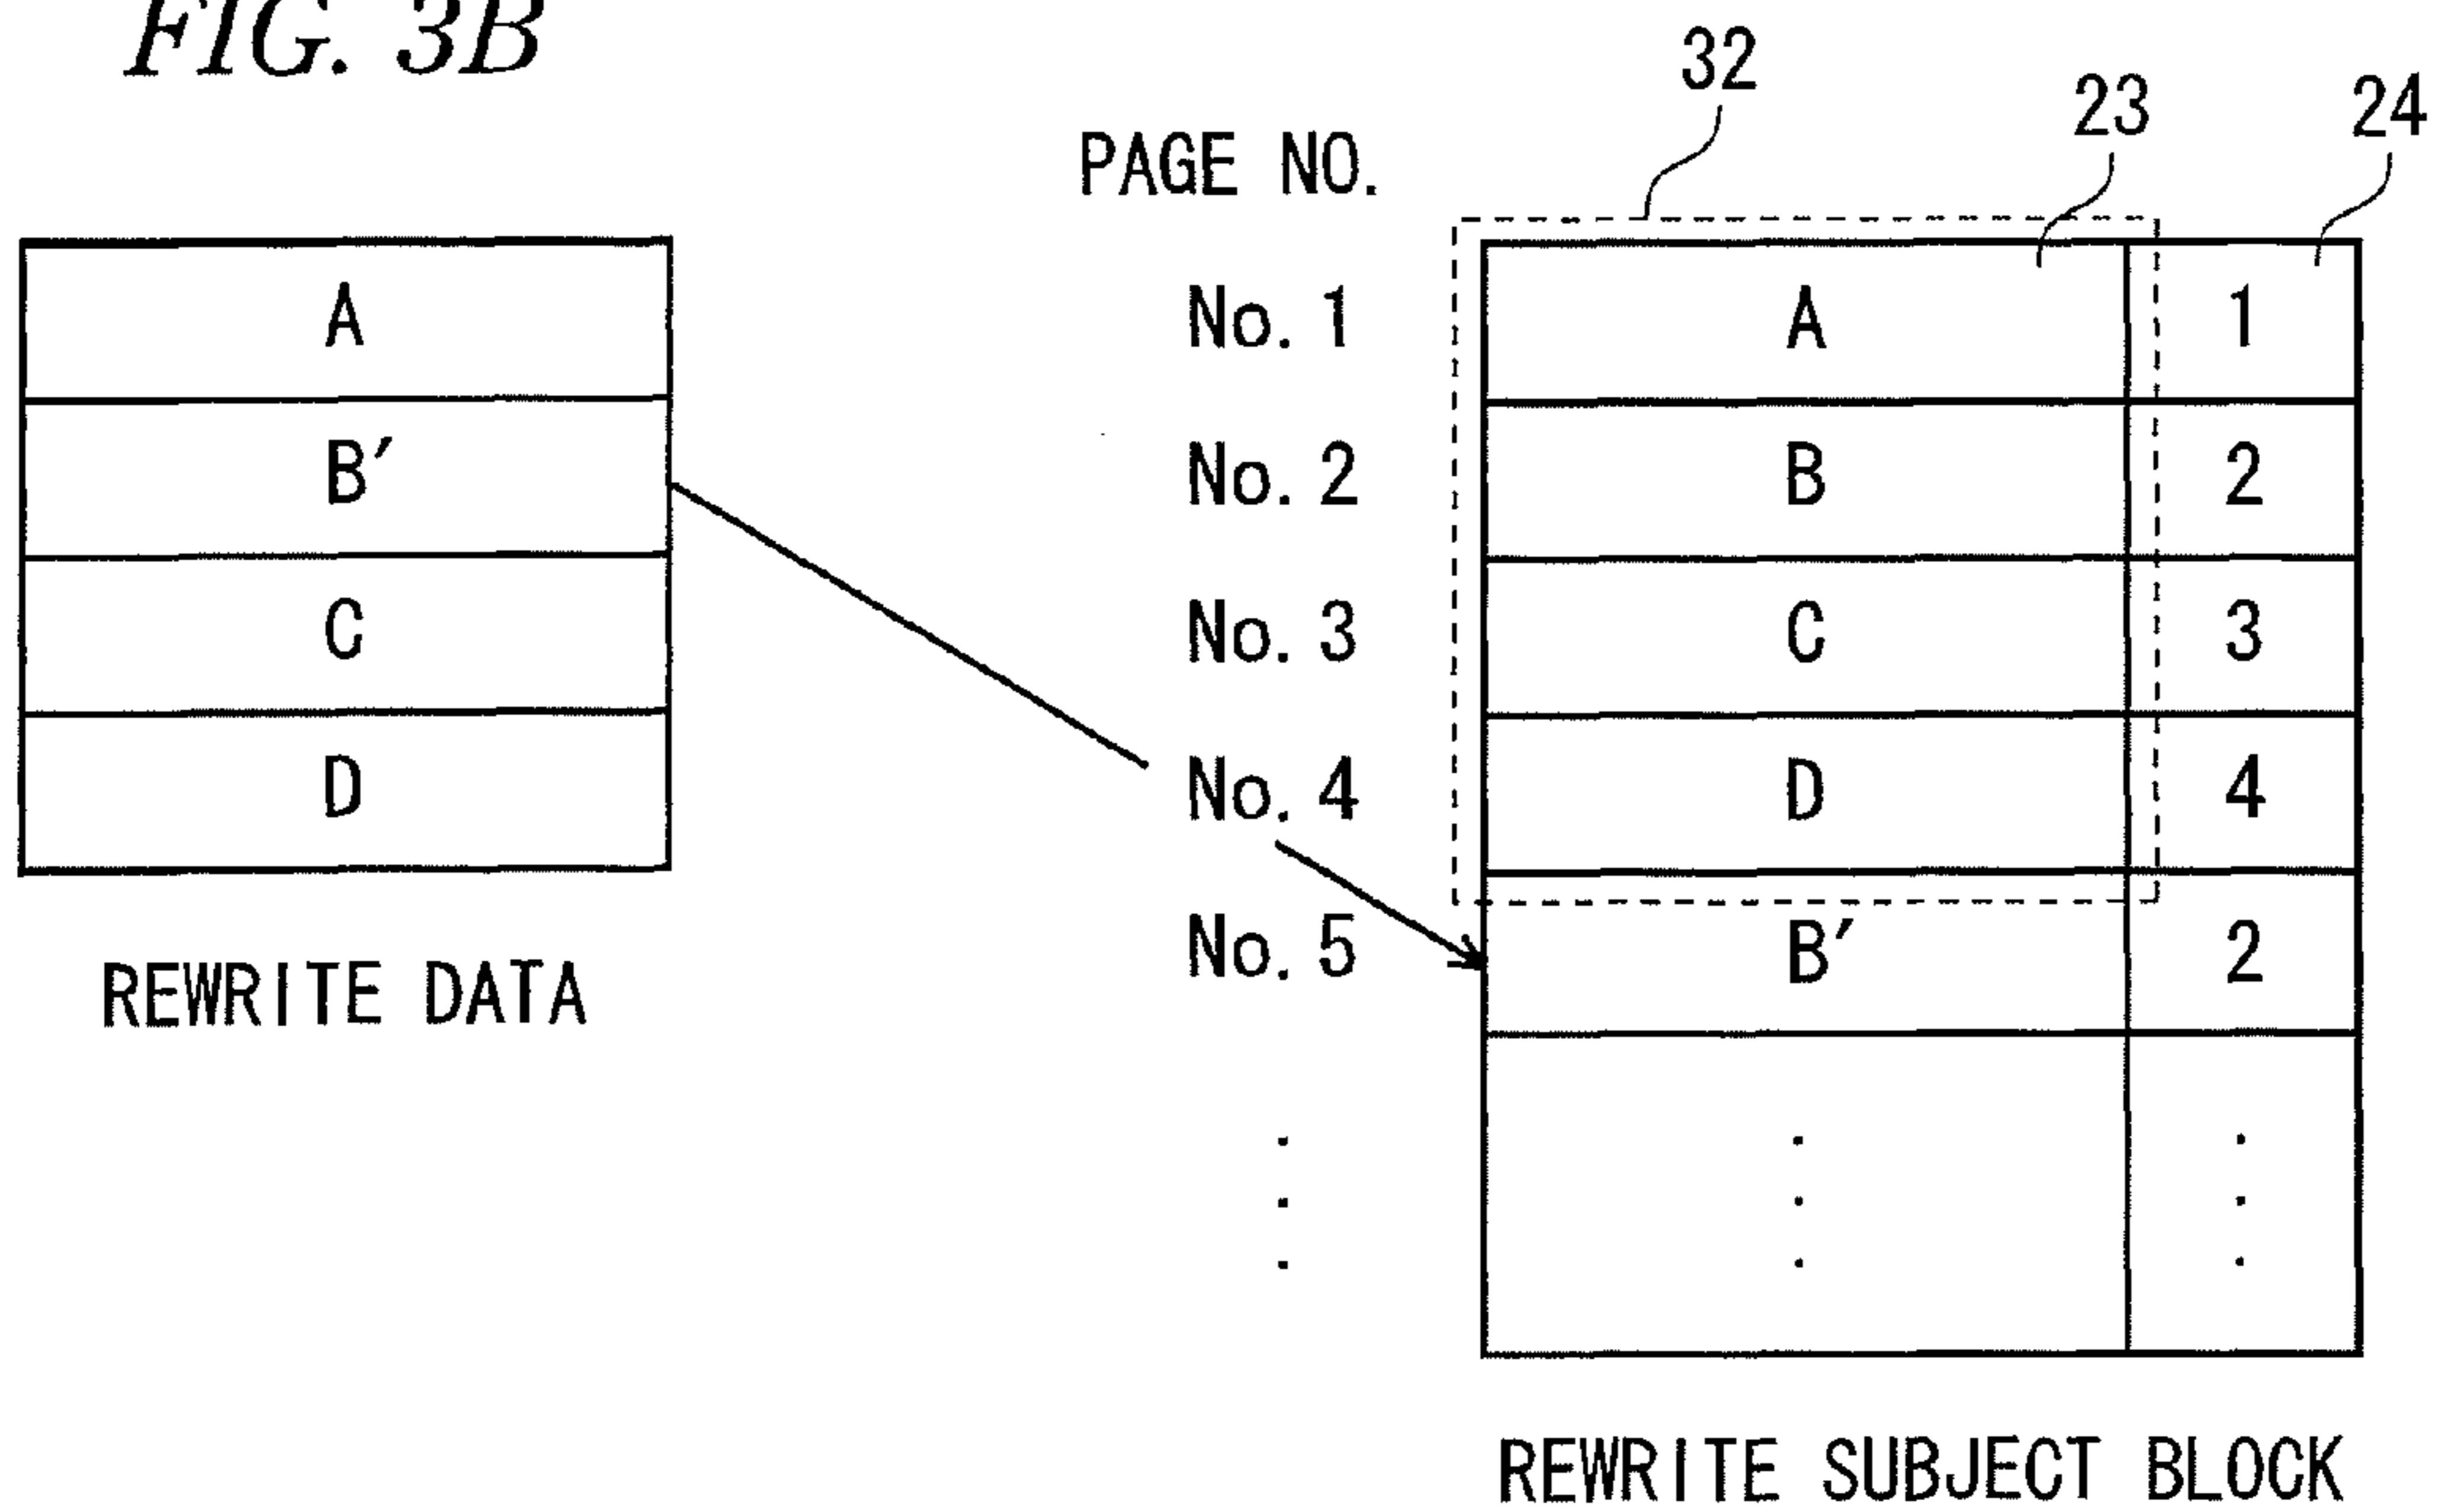 FIG. 3B
32
23
24
PAGE NO.
A
B′
C
D
REWRITE DATA
No. 1 A 1
No. 2 B 2
No. 3 C 3
No. 4 D 4
No. 5 B′ 2
REWRITE SUBJECT BLOCK